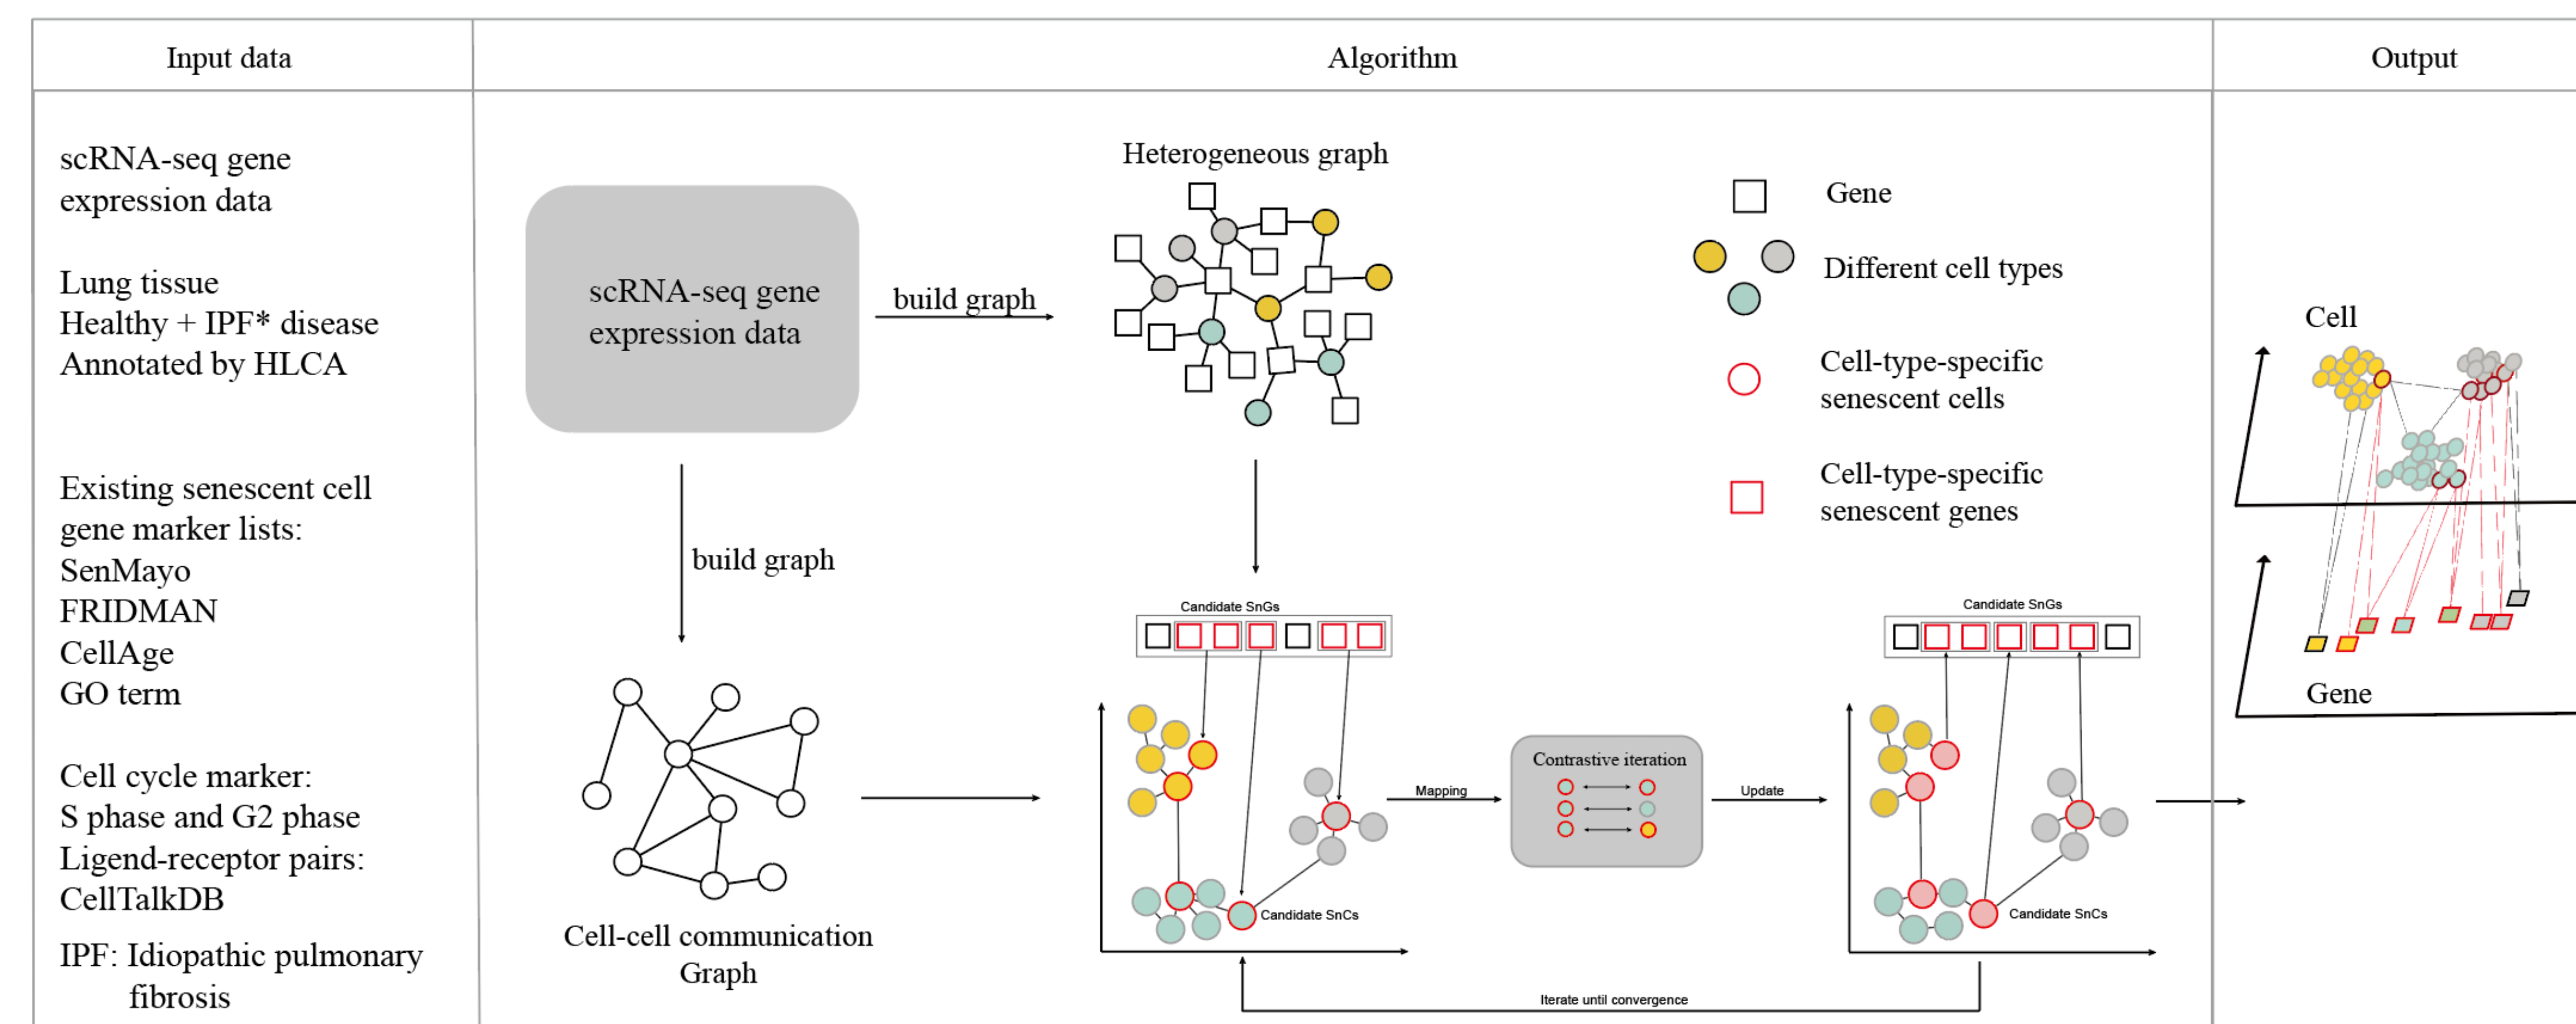 Input data
Algorithm
Output
scRNA-seq gene
expression data
Lung tissue
Healthy + IPF* disease
Annotated by HLCA
Existing senescent cell
gene marker lists:
SenMayo
FRIDMAN
CellAge
GO term
Cell cycle marker:
S phase and G2 phase
Ligend-receptor pairs:
CellTalkDB
IPF: Idiopathic pulmonary
fibrosis
scRNA-seq gene
expression data
build graph
build graph
Cell-cell communication
Graph
Heterogeneous graph
Gene
Different cell types
Cell-type-specific
senescent cells
Cell-type-specific
senescent genes
Candidate SnGs
Candidate SnCs
Mapping
Contrastive iteration
Update
Candidate SnGs
Candidate SnCs
Iterate until convergence
Cell
Gene